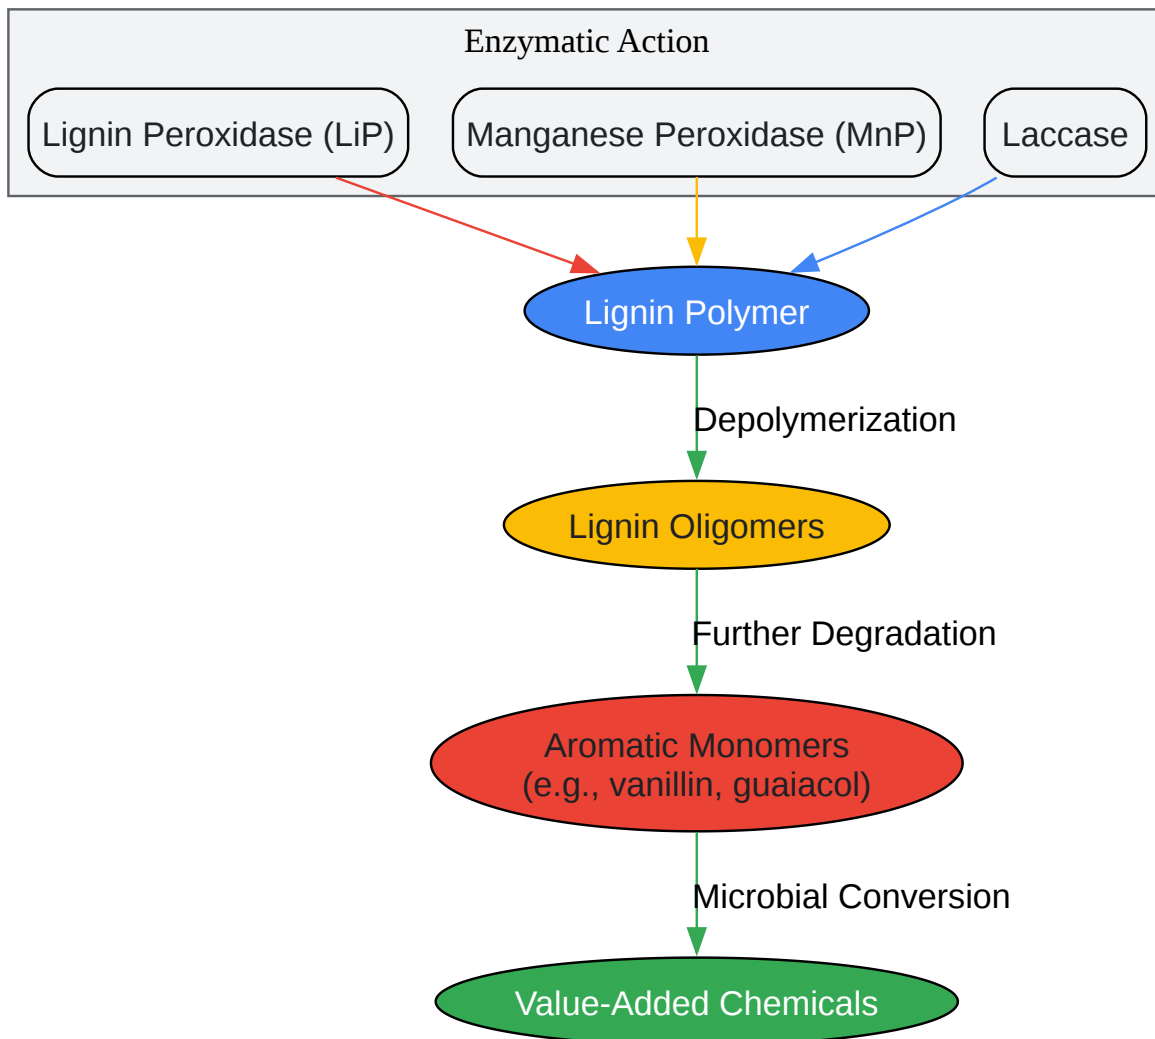 Enzymatic Action
Lignin Peroxidase (LiP)
Manganese Peroxidase (MnP)
Laccase
Lignin Polymer
Depolymerization
Lignin Oligomers
Further Degradation
Aromatic Monomers
(e.g., vanillin, guaiacol)
Microbial Conversion
Value-Added Chemicals